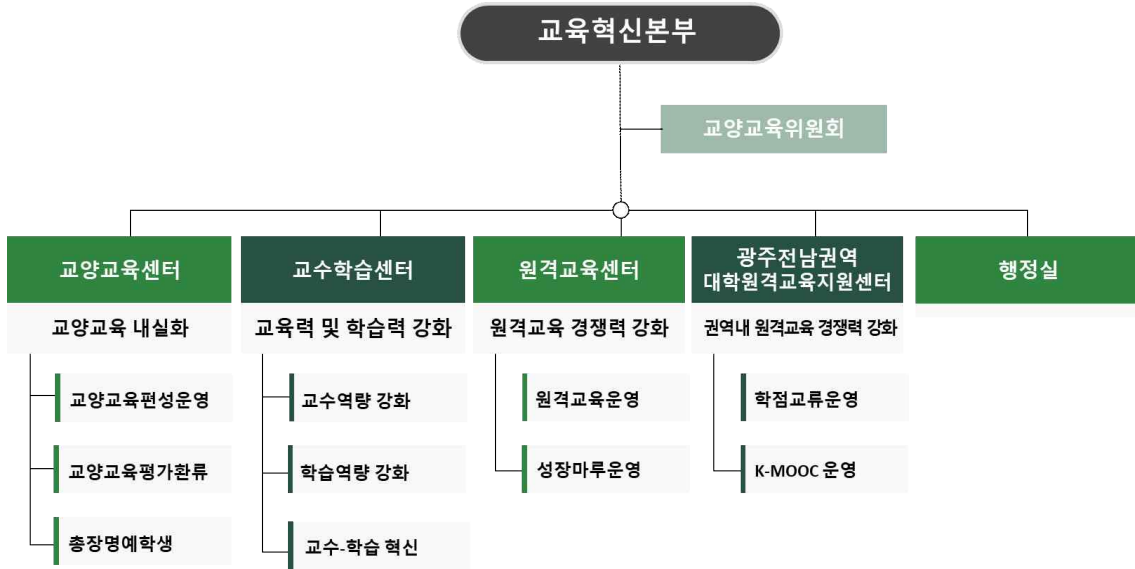 교육혁신본부
교양교육위원회
교양교육센터
교양교육 내실화
교양교육편성운영
교양교육평가환류
총장명예학생
교수학습센터
교육력 및 학습력 강화
교수역량 강화
학습역량 강화
교수-학습 혁신
원격교육센터
원격교육 경쟁력 강화
원격교육운영
성장마루운영
광주전남권역
대학원격교육지원센터
권역내 원격교육 경쟁력 강화
학점교류운영
K-MOOC 운영
행정실